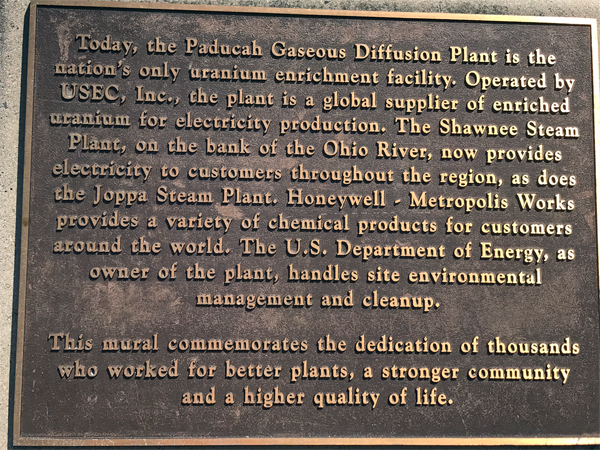 Today, the Paducah Gaseous Diffusion Plant is the
nation's only uranium enrichment facility. Operated by
USEC, Inc., the plant is a global supplier of enriched
uranium for electricity production. The Shawnee Steam
Plant, on the bank of the Ohio River, now provides
electricity to customers throughout the region, as does
the Joppa Steam Plant. Honeywell - Metropolis Works
provides a variety of chemical products for customers
around the world. The U.S. Department of Energy, as
owner of the plant, handles site environmental
management and cleanup.
This mural commemorates the dedication of thousands
who worked for better plants, a stronger community
and a higher quality of life.